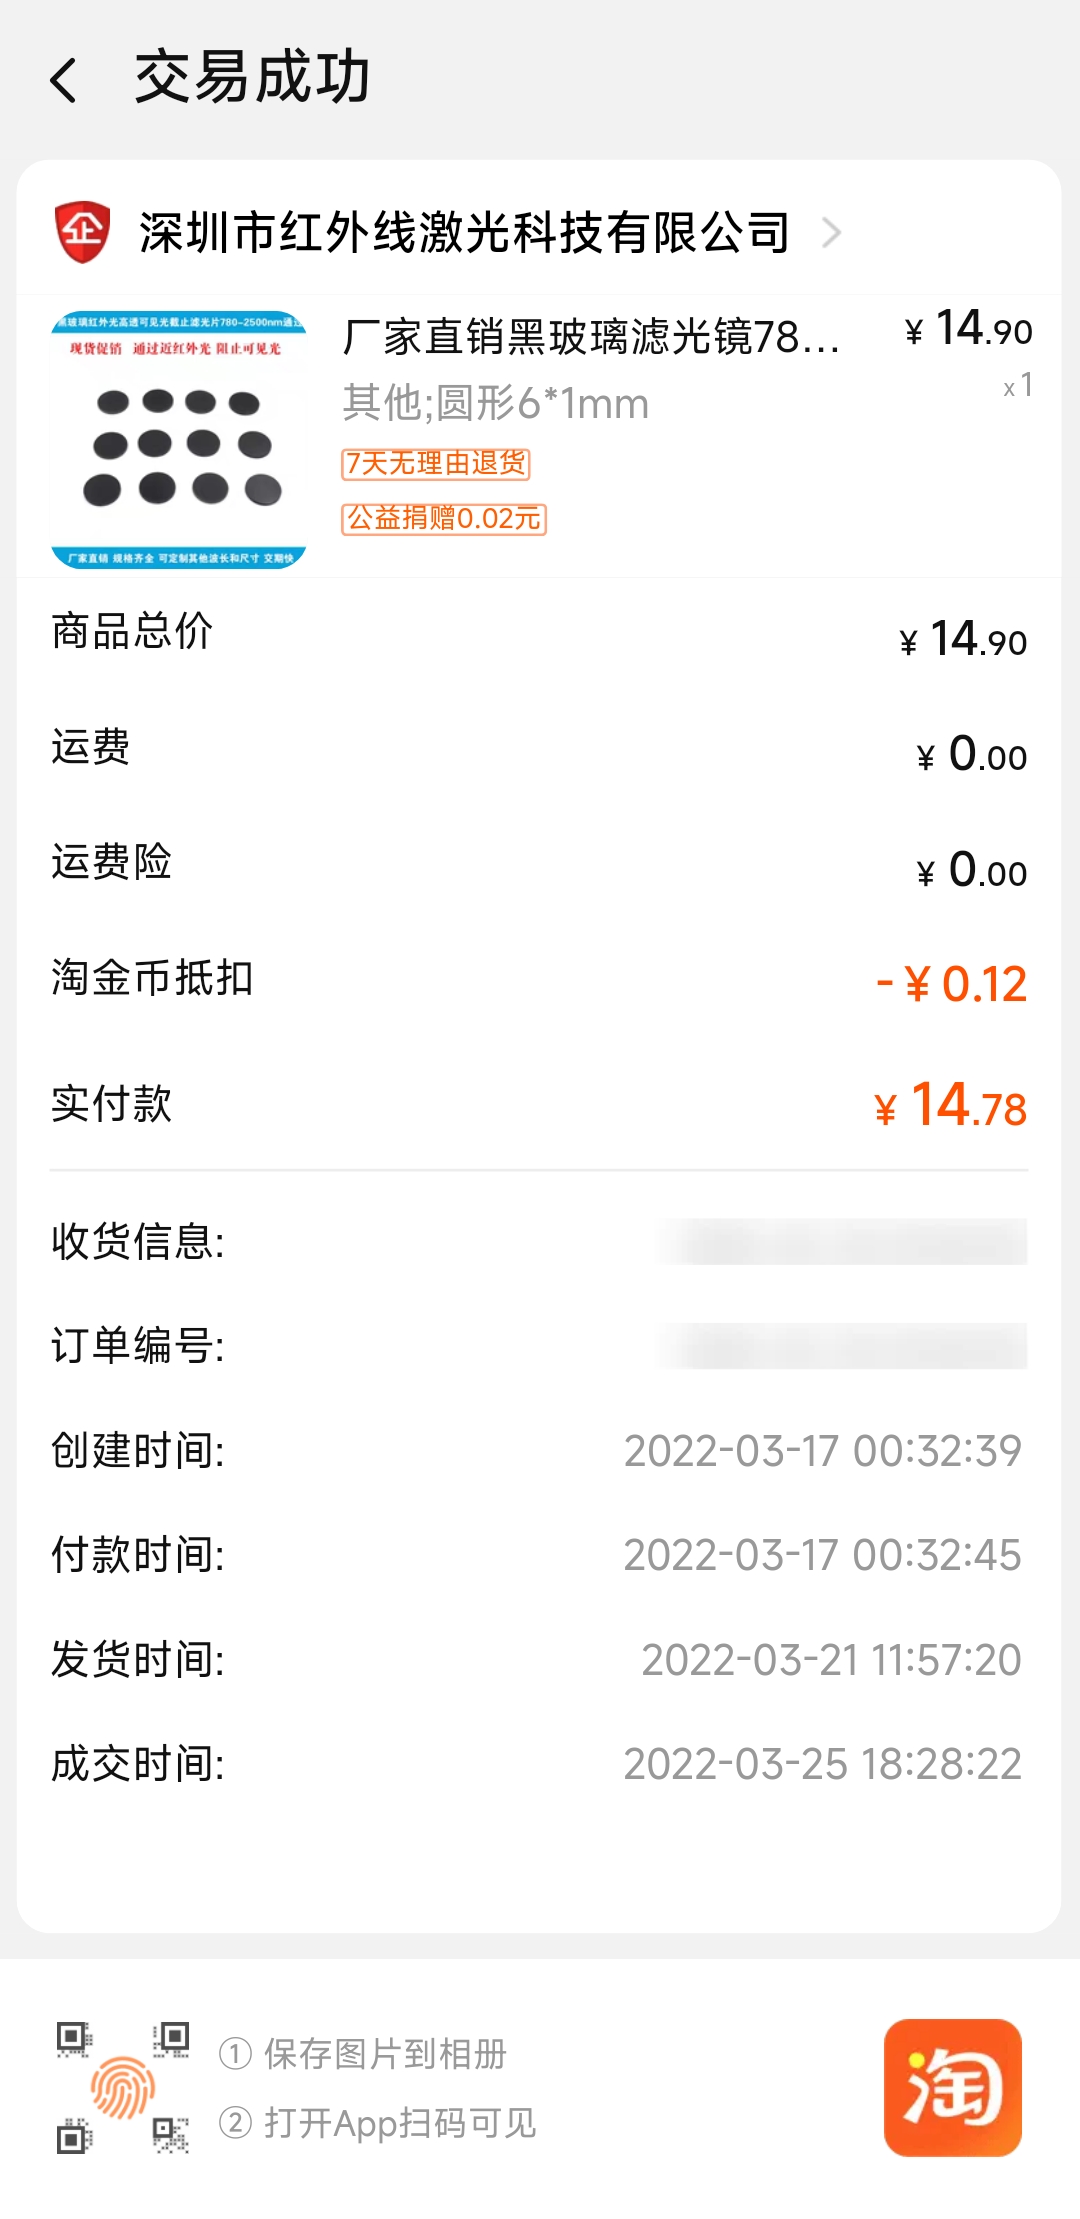 交易成功
企 深圳市红外线激光科技有限公司
黑玻璃红外光高透可见光截止滤光片780-2500nm通过
现货促销 通过近红外光 阻止可见光
厂家直销 规格齐全 可定制其他波长和尺寸 交期快
厂家直销黑玻璃滤光镜78... ¥ 14.90
其他;圆形6*1mm x1
7天无理由退货
公益捐赠0.02元
商品总价 ¥ 14.90
运费 ¥ 0.00
运费险 ¥ 0.00
淘金币抵扣 -¥0.12
实付款 ¥ 14.78
收货信息:
订单编号:
创建时间: 2022-03-17 00:32:39
付款时间: 2022-03-17 00:32:45
发货时间: 2022-03-21 11:57:20
成交时间: 2022-03-25 18:28:22
① 保存图片到相册
② 打开App扫码可见
淘